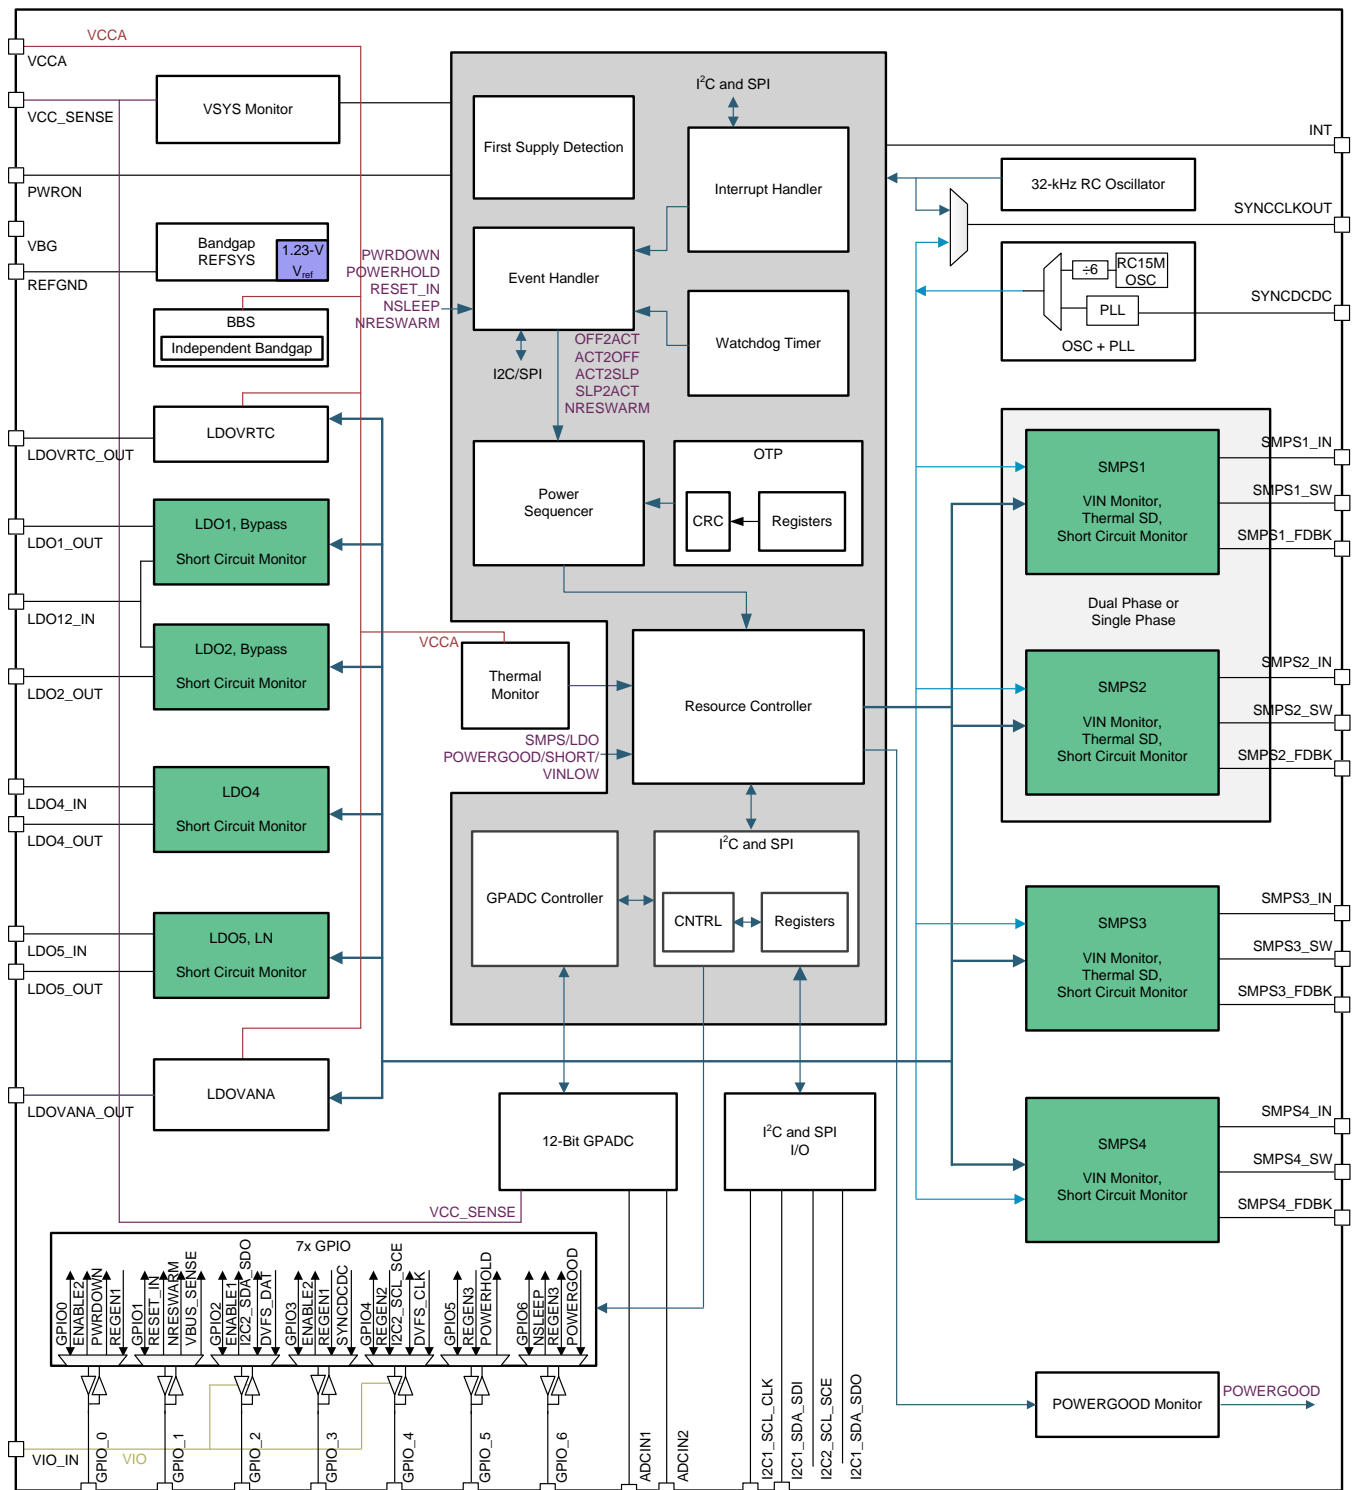 VCCA
VCCA
VCC_SENSE
VSYS Monitor
PWRON
VBG
REFGND
Bandgap
REFSYS
1.23-V
Vref
BBS
Independent Bandgap
LDOVRTC
LDOVRTC_OUT
LDO1, Bypass
Short Circuit Monitor
LDO1_OUT
LDO12_IN
LDO2, Bypass
Short Circuit Monitor
LDO2_OUT
LDO4
Short Circuit Monitor
LDO4_IN
LDO4_OUT
LDO5, LN
Short Circuit Monitor
LDO5_IN
LDO5_OUT
LDOVANA
LDOVANA_OUT
I²C and SPI
First Supply Detection
Interrupt Handler
PWRDOWN
POWERHOLD
RESET_IN
NSLEEP
NRESWARM
Event Handler
I2C/SPI
OFF2ACT
ACT2OFF
ACT2SLP
SLP2ACT
NRESWARM
Watchdog Timer
Power
Sequencer
OTP
CRC
Registers
VCCA
Thermal
Monitor
Resource Controller
SMPS/LDO
POWERGOOD/SHORT/
VINLOW
GPADC Controller
I²C and SPI
CNTRL
Registers
12-Bit GPADC
VCC_SENSE
I²C and SPI
I/O
INT
32-kHz RC Oscillator
SYNCCLKOUT
÷6
RC15M
OSC
PLL
OSC + PLL
SYNCDCDC
SMPS1
VIN Monitor,
Thermal SD,
Short Circuit Monitor
SMPS1_IN
SMPS1_SW
SMPS1_FDBK
Dual Phase or
Single Phase
SMPS2
VIN Monitor,
Thermal SD,
Short Circuit Monitor
SMPS2_IN
SMPS2_SW
SMPS2_FDBK
SMPS3
VIN Monitor,
Thermal SD,
Short Circuit Monitor
SMPS3_IN
SMPS3_SW
SMPS3_FDBK
SMPS4
VIN Monitor,
Short Circuit Monitor
SMPS4_IN
SMPS4_SW
SMPS4_FDBK
7x GPIO
GPIO0
ENABLE2
PWRDOWN
REGEN1
GPIO1
RESET_IN
NRESWARM
VBUS_SENSE
GPIO2
ENABLE1
I2C2_SDA_SDO
DVFS_DAT
GPIO3
ENABLE2
REGEN1
SYNCDCDC
GPIO4
REGEN2
I2C2_SCL_SCE
DVFS_CLK
GPIO5
REGEN3
POWERHOLD
GPIO6
NSLEEP
REGEN3
POWERGOOD
VIO_IN
VIO
GPIO_0
GPIO_1
GPIO_2
GPIO_3
GPIO_4
GPIO_5
GPIO_6
ADCIN1
ADCIN2
I2C1_SCL_CLK
I2C1_SDA_SDI
I2C2_SCL_SCE
I2C1_SDA_SDO
POWERGOOD Monitor
POWERGOOD